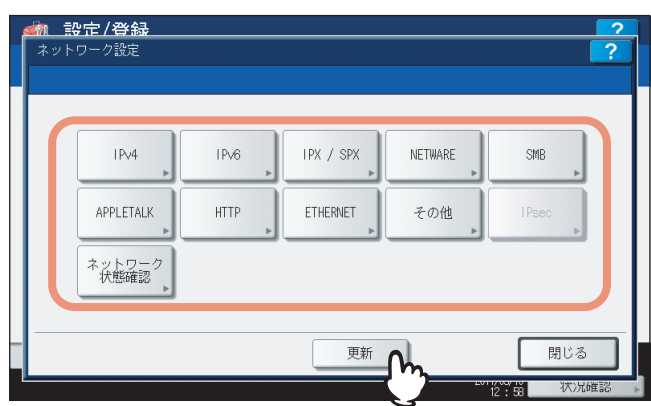 設定/登録
?
ネットワーク設定
?
IPv4
IPv6
IPX / SPX
NETWARE
SMB
APPLETALK
HTTP
ETHERNET
その他
IPsec
ネットワーク
状態確認
更新
閉じる
12:58
状況確認